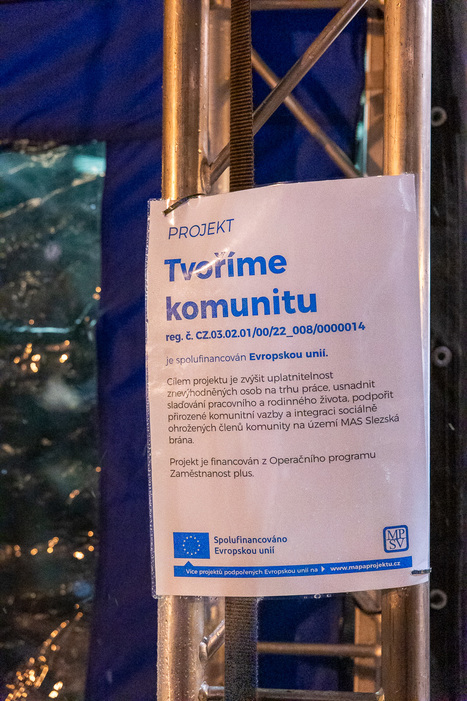 PROJEKT
Tvoříme
komunitu
reg. č. CZ.03.02.01/00/22_008/0000014
je spolufinancován Evropskou unií.
Cílem projektu je zvýšit uplatnitelnost
znevýhodněných osob na trhu práce, usnadnit
slaďování pracovního a rodinného života, podpořit
přirozené komunitní vazby a integraci sociálně
ohrožených členů komunity na území MAS Slezská
brána.
Projekt je financován z Operačního programu
Zaměstnanost plus.
Spolufinancováno
Evropskou unií
MP
SV
Více projektů podpořených Evropskou unií na www.mapaprojektu.cz